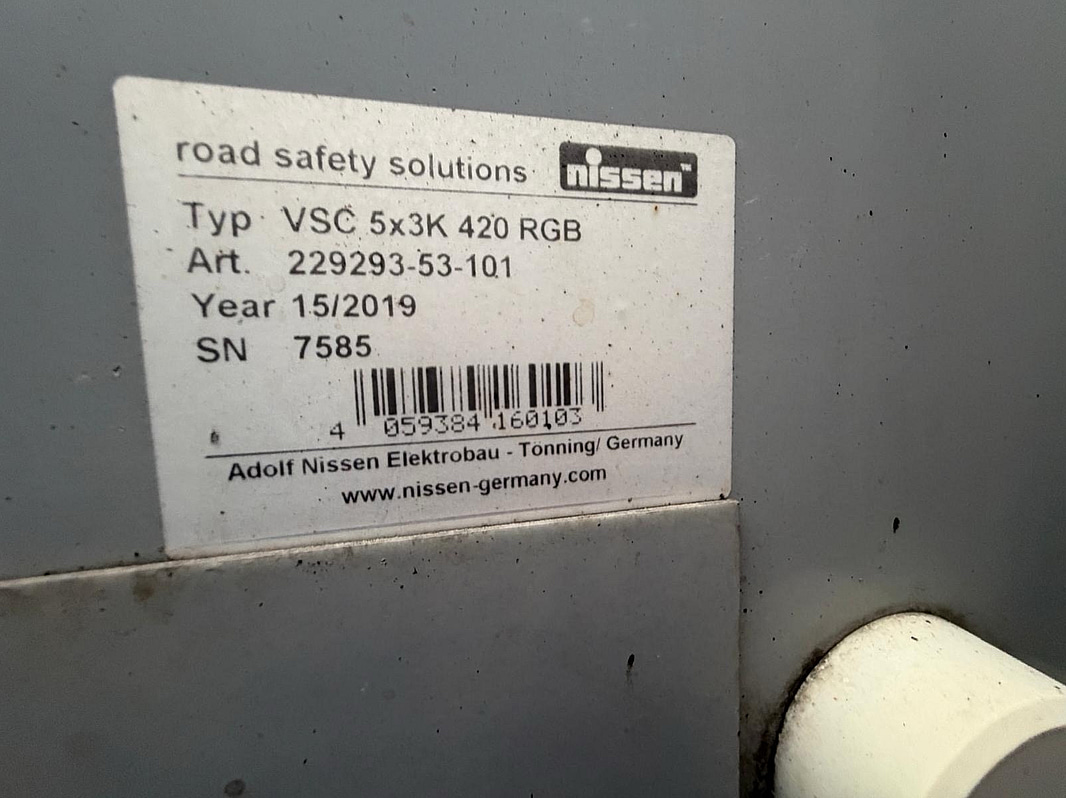 road safety solutions nissen™
Typ VSC 5x3K 420 RGB
Art. 229293-53-101
Year 15/2019
SN 7585
4 059384 160103
Adolf Nissen Elektrobau - Tönning/ Germany
www.nissen-germany.com